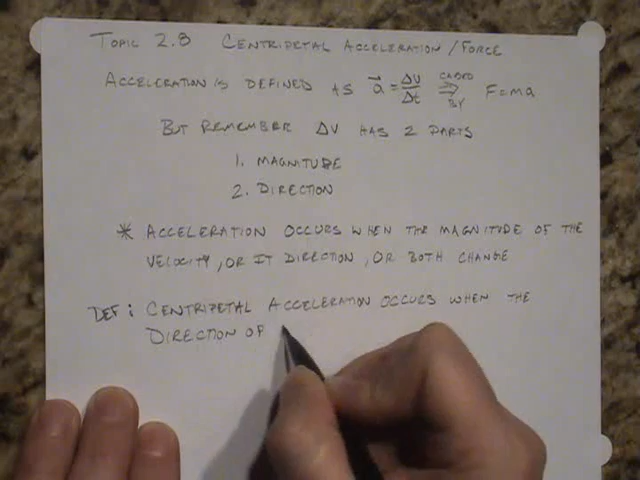 TOPIC 2.8 CENTRIPETAL ACCELERATION/FORCE
ACCELERATION IS DEFINED AS a⃗ = ΔV/Δt CAUSED ⇒ BY F=ma
BUT REMEMBER ΔV HAS 2 PARTS
1. MAGNITUDE
2. DIRECTION
* ACCELERATION OCCURS WHEN THE MAGNITUDE OF THE
VELOCITY, OR IT DIRECTION, OR BOTH CHANGE
DEF: CENTRIPETAL ACCELERATION OCCURS WHEN THE
DIRECTION OF